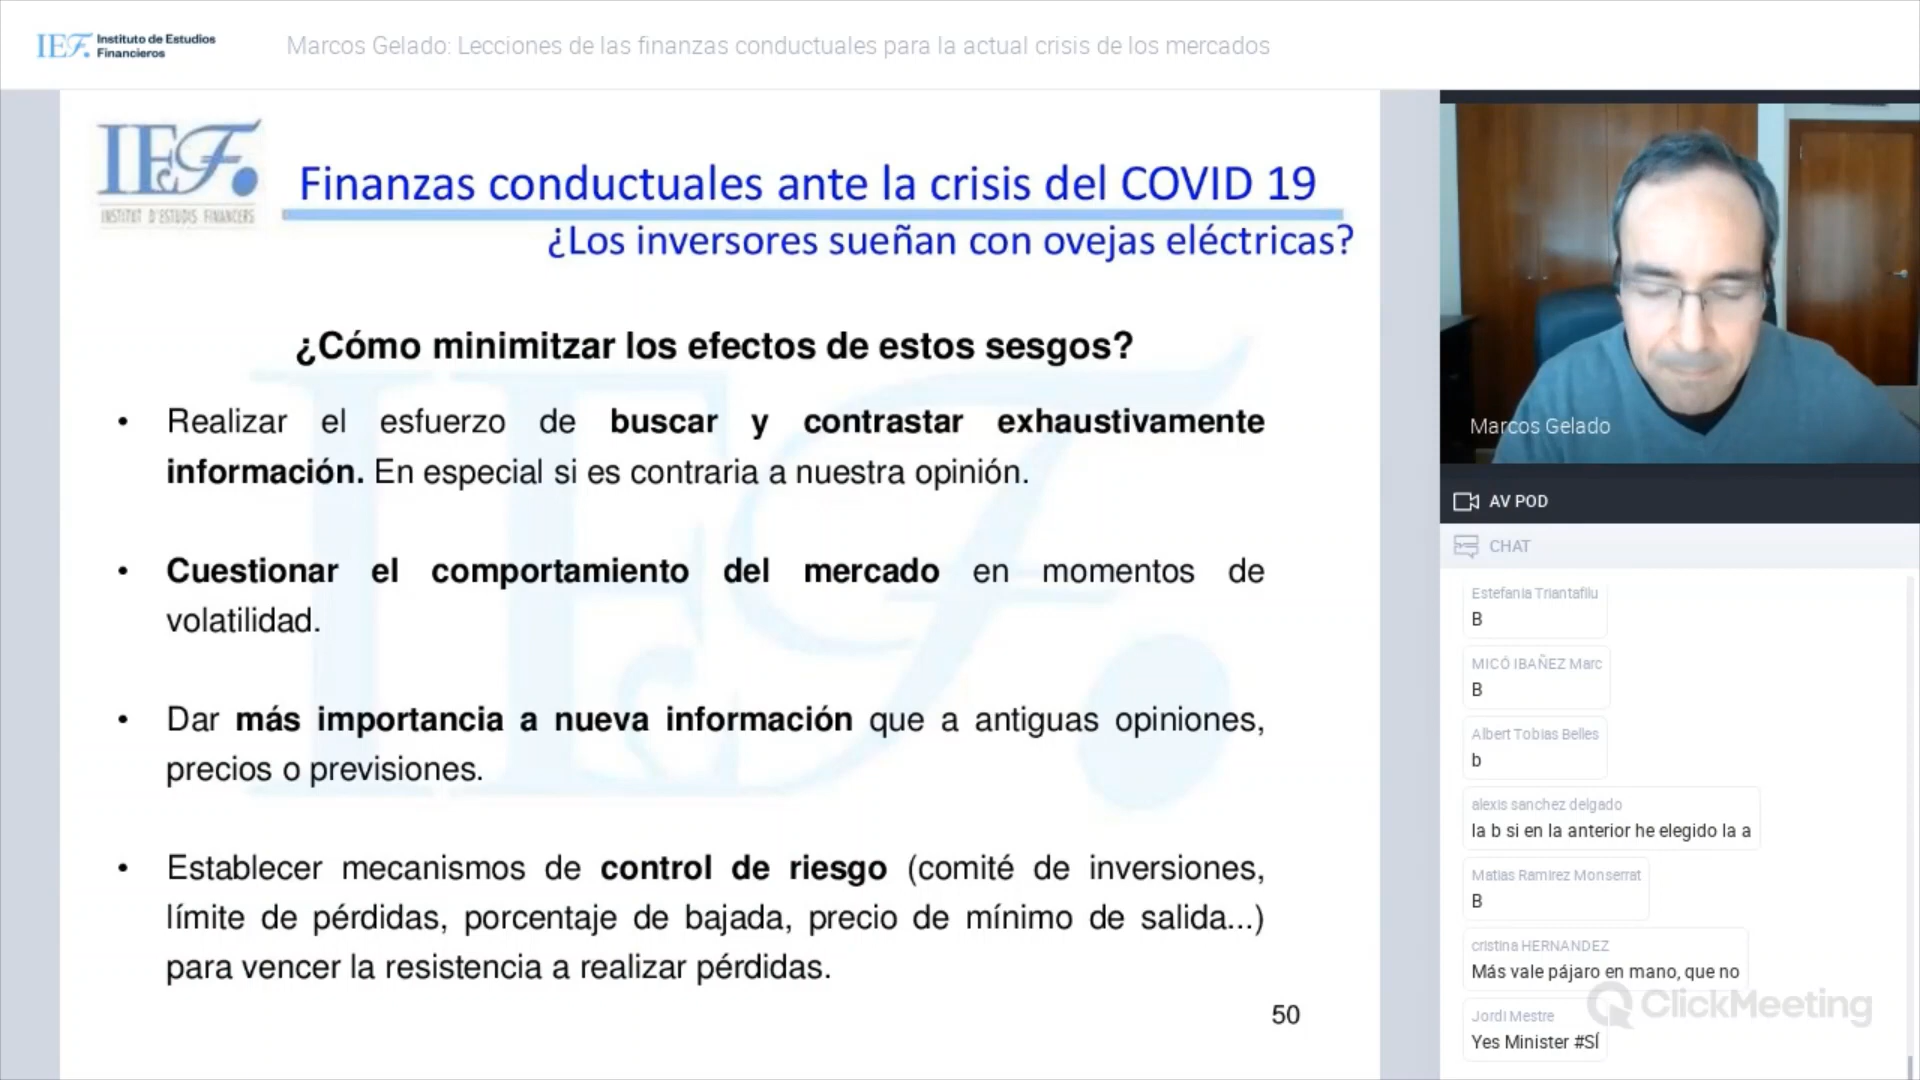 IEF. Instituto de Estudios
Financieros
Marcos Gelado: Lecciones de las finanzas conductuales para la actual crisis de los mercados
IEF.
INSTITUT D'ESTUDIS FINANCERS
Finanzas conductuales ante la crisis del COVID 19
¿Los inversores sueñan con ovejas eléctricas?
¿Cómo minimitzar los efectos de estos sesgos?
• Realizar el esfuerzo de buscar y contrastar exhaustivamente
información. En especial si es contraria a nuestra opinión.
• Cuestionar el comportamiento del mercado en momentos de
volatilidad.
• Dar más importancia a nueva información que a antiguas opiniones,
precios o previsiones.
• Establecer mecanismos de control de riesgo (comité de inversiones,
límite de pérdidas, porcentaje de bajada, precio de mínimo de salida...)
para vencer la resistencia a realizar pérdidas.
50
Marcos Gelado
AV POD
CHAT
Estefania Triantafilu
B
MICÓ IBAÑEZ Marc
B
Albert Tobias Belles
b
alexis sanchez delgado
la b si en la anterior he elegido la a
Matias Ramirez Monserrat
B
cristina HERNANDEZ
Más vale pájaro en mano, que no
Jordi Mestre
Yes Minister #SÍ
ClickMeeting